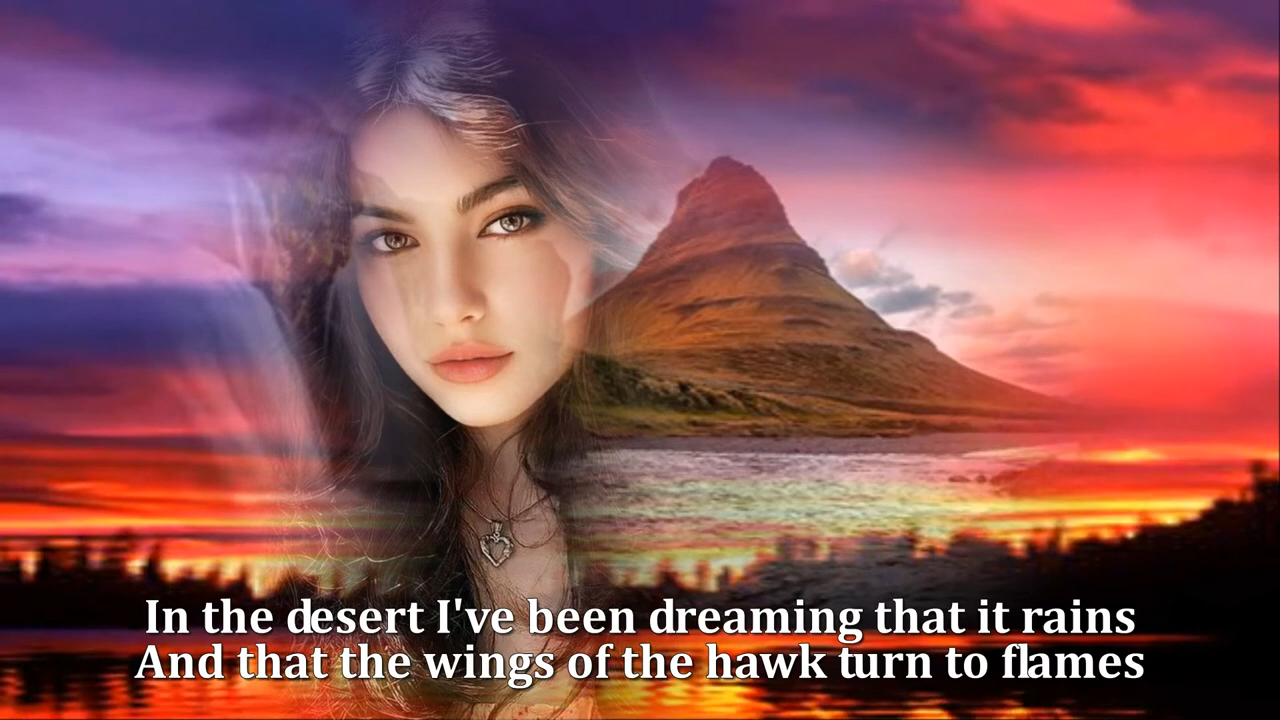 In the desert I've been dreaming that it rains
And that the wings of the hawk turn to flames